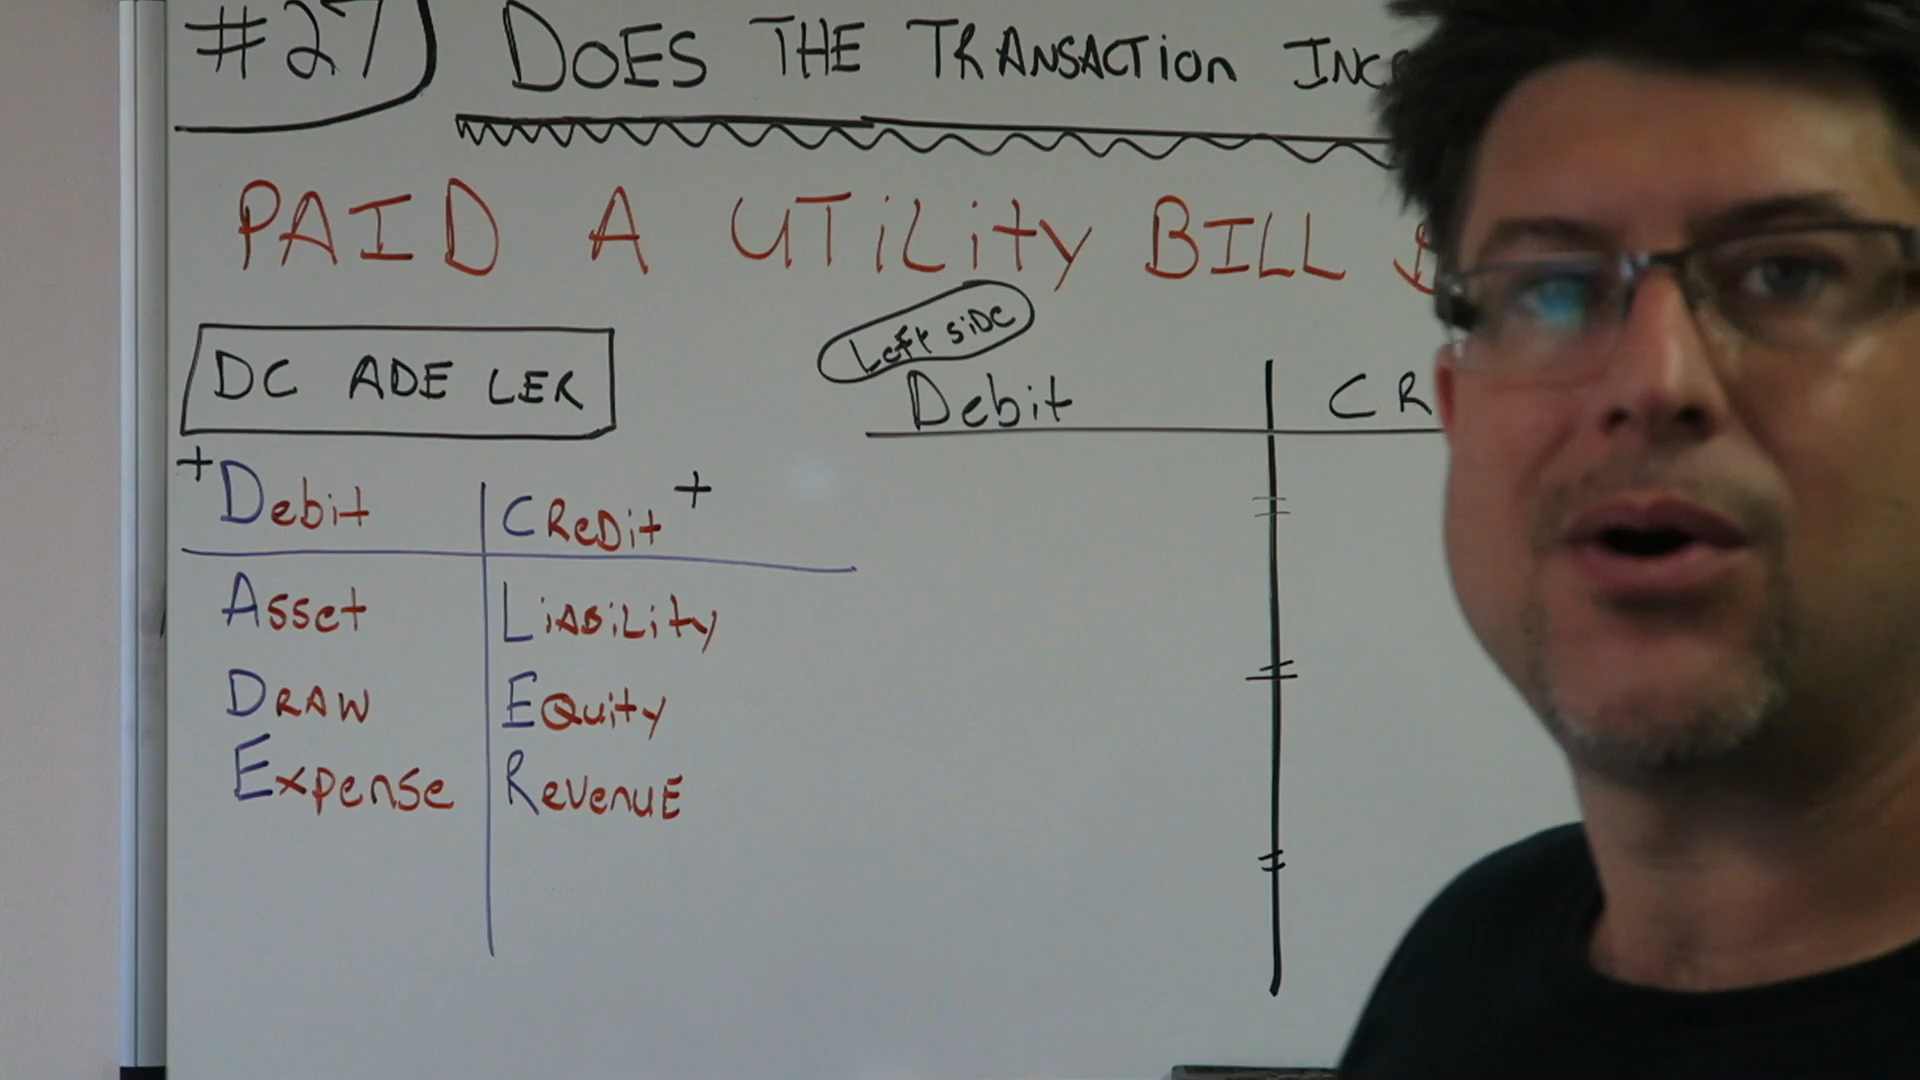 #27 DOES THE TRANSACTION INC
PAID A UTILITY BILL $
DC ADE LER
Left SIDE
Debit CR
+Debit CREDit +
Asset LiABiLity
DRAW EQuity
Expense REVENUE